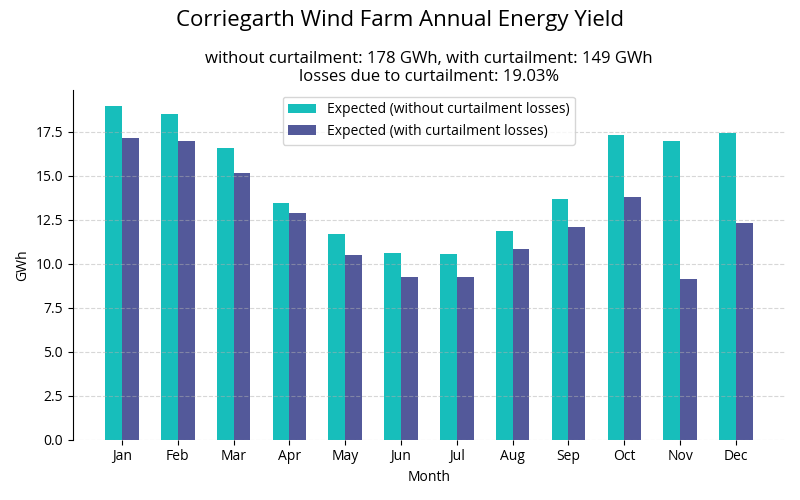 Corriegarth Wind Farm Annual Energy Yield
without curtailment: 178 GWh, with curtailment: 149 GWh
losses due to curtailment: 19.03%
Expected (without curtailment losses)
Expected (with curtailment losses)
17.5
15.0
12.5
10.0
7.5
5.0
2.5
0.0
GWh
Jan Feb Mar Apr May Jun Jul Aug Sep Oct Nov Dec
Month